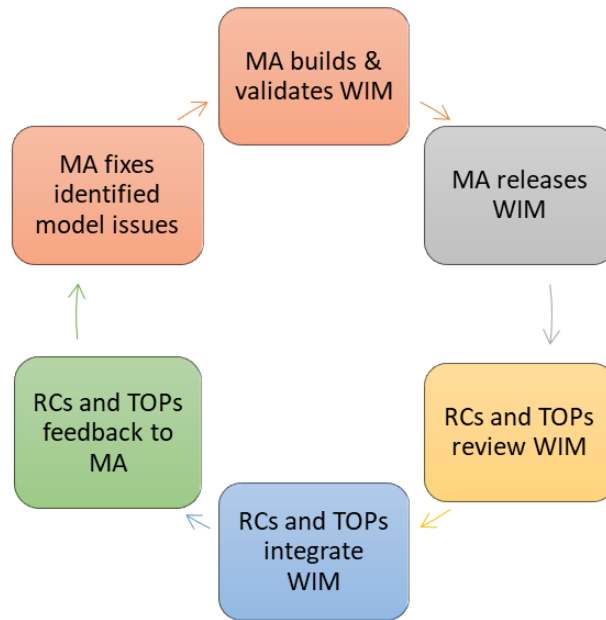 MA builds &
validates WIM
MA releases
WIM
RCs and TOPs
review WIM
RCs and TOPs
integrate
WIM
RCs and TOPs
feedback to
MA
MA fixes
identified
model issues